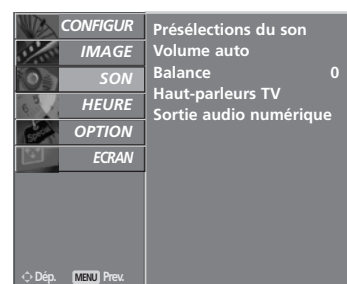 CONFIGUR
IMAGE
SON
HEURE
OPTION
ECRAN
Présélections du son
Volume auto
Balance 0
Haut-parleurs TV
Sortie audio numérique
Dép. MENU Prev.